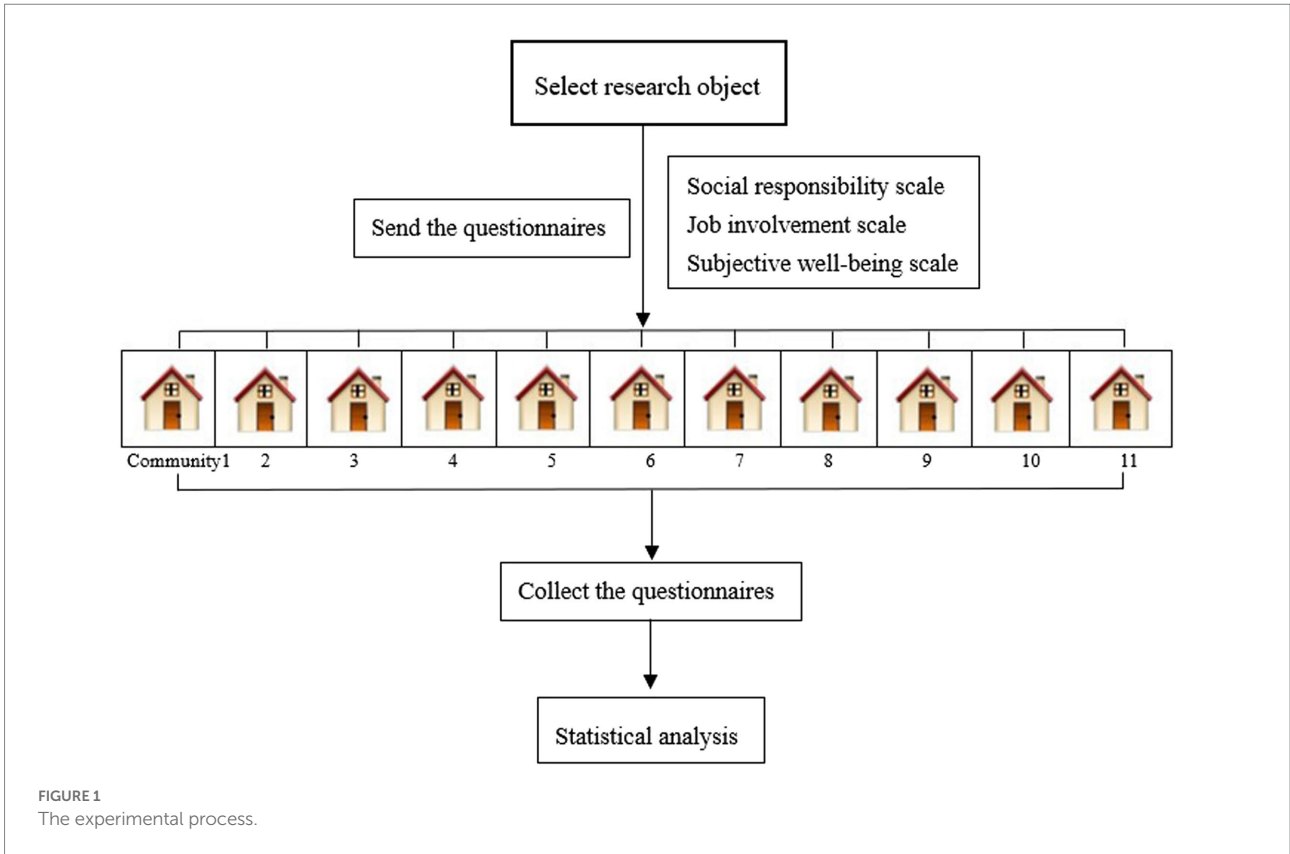 Select research object
Send the questionnaires
Social responsibility scale
Job involvement scale
Subjective well-being scale
Community1 2 3 4 5 6 7 8 9 10 11
Collect the questionnaires
Statistical analysis
FIGURE 1
The experimental process.